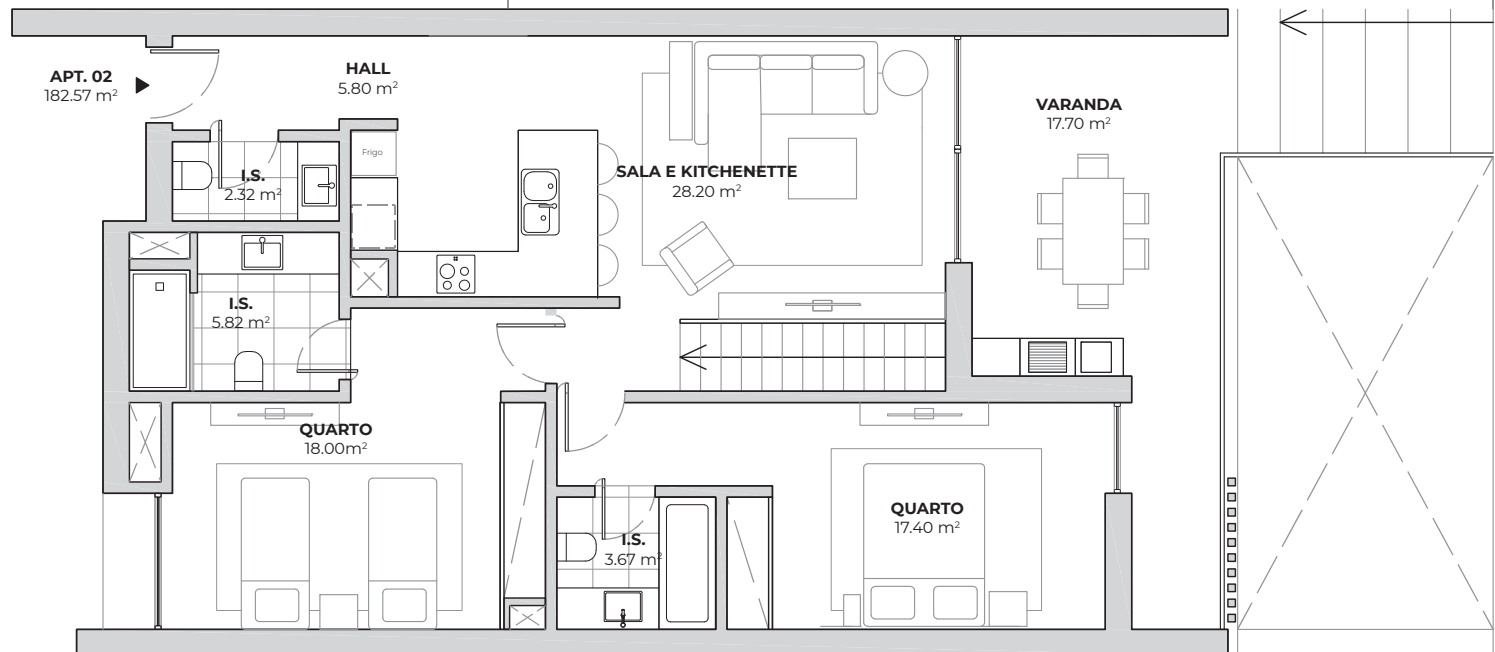 APT. 02
182.57 m²
HALL
5.80 m²
VARANDA
17.70 m²
Frigo
I.S.
2.32 m²
SALA E KITCHENETTE
28.20 m²
I.S.
5.82 m²
QUARTO
18.00m²
QUARTO
17.40 m²
I.S.
3.67 m²